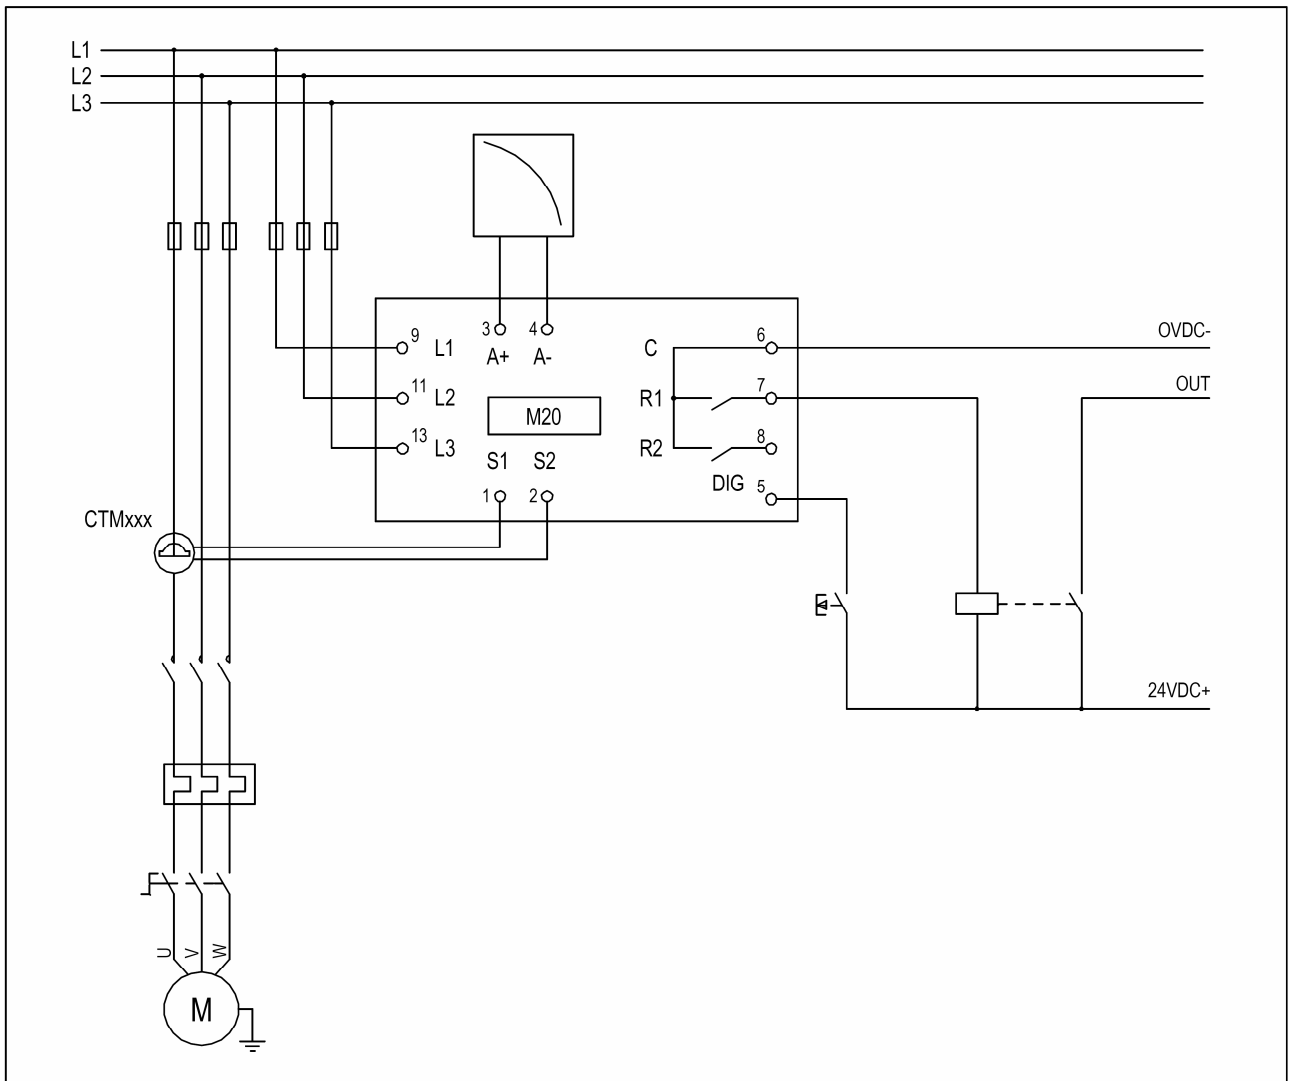 L1
L2
L3
3 4
9 6
L1 A+ A- C OVDC-
11 7
L2 R1 OUT
M20
13 8
L3 R2
S1 S2
DIG 5
1 2
CTMxxx
24VDC+
U V W
M